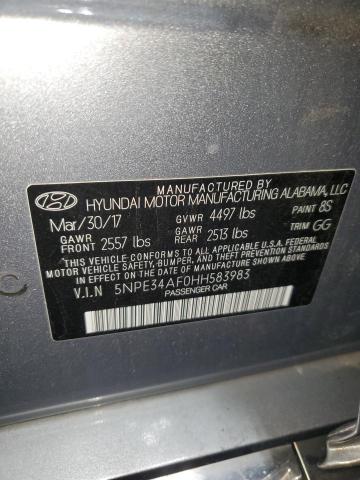 MANUFACTURED BY
HYUNDAI MOTOR MANUFACTURING ALABAMA, LLC
Mar/30/17 GVWR 4497 lbs PAINT 8S
GAWR FRONT 2557 lbs GAWR REAR 2513 lbs TRIM GG
THIS VEHICLE CONFORMS TO ALL APPLICABLE U.S.A. FEDERAL
MOTOR VEHICLE SAFETY, BUMPER, AND THEFT PREVENTION
STANDARDS IN EFFECT ON THE DATE OF MANUFACTURE SHOWN ABOVE.
V.I.N 5NPE34AF0HH583983
PASSENGER CAR